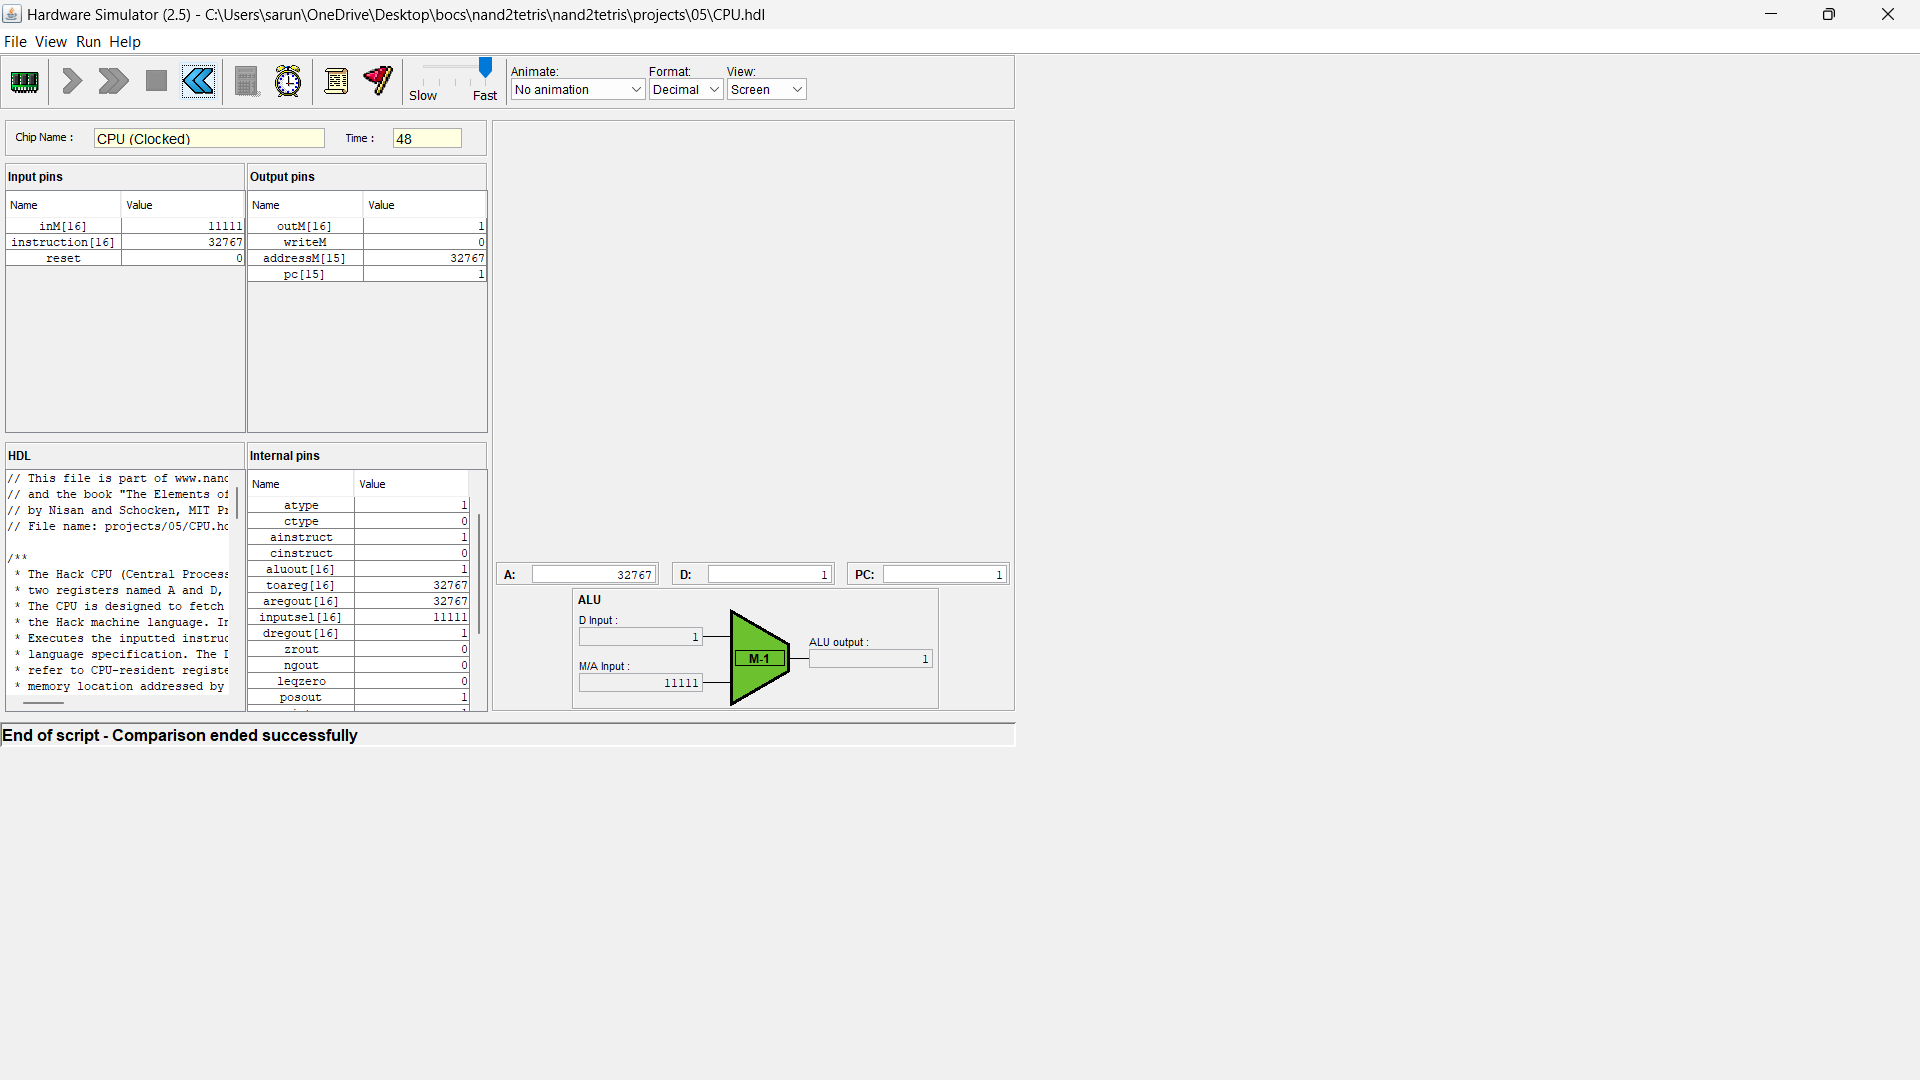 Hardware Simulator (2.5) - C:\Users\sarun\OneDrive\Desktop\bocs\nand2tetris\nand2tetris\projects\05\CPU.hdl
File View Run Help
Slow Fast
Animate: Format: View:
No animation Decimal Screen
Chip Name : CPU (Clocked) Time : 48
Input pins
Name Value
inM[16] 11111
instruction[16] 32767
reset 0
Output pins
Name Value
outM[16] 1
writeM 0
addressM[15] 32767
pc[15] 1
HDL
// This file is part of www.nand
// and the book "The Elements of
// by Nisan and Schocken, MIT Pr
// File name: projects/05/CPU.hd
/**
* The Hack CPU (Central Process
* two registers named A and D,
* The CPU is designed to fetch
* the Hack machine language. In
* Executes the inputted instruc
* language specification. The D
* refer to CPU-resident registe
* memory location addressed by
Internal pins
Name Value
atype 1
ctype 0
ainstruct 1
cinstruct 0
aluout[16] 1
toareg[16] 32767
aregout[16] 32767
inputsel[16] 11111
dregout[16] 1
zrout 0
ngout 0
leqzero 0
posout 1
A: 32767 D: 1 PC: 1
ALU
D Input :
1
M/A Input :
11111
M-1
ALU output :
1
End of script - Comparison ended successfully